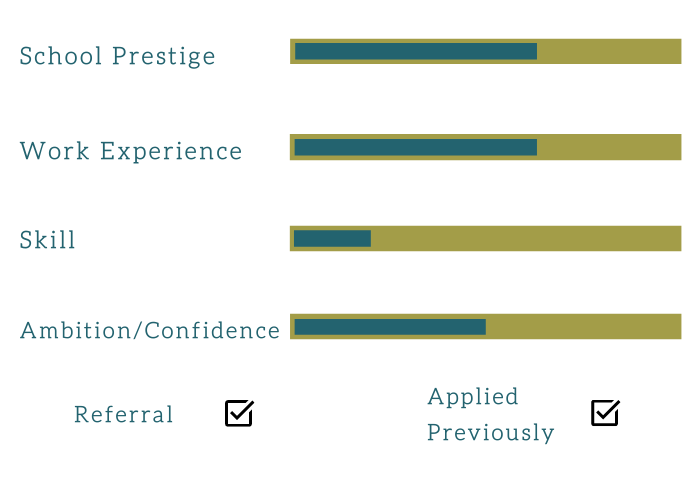 School Prestige
Work Experience
Skill
Ambition/Confidence
Referral
Applied
Previously